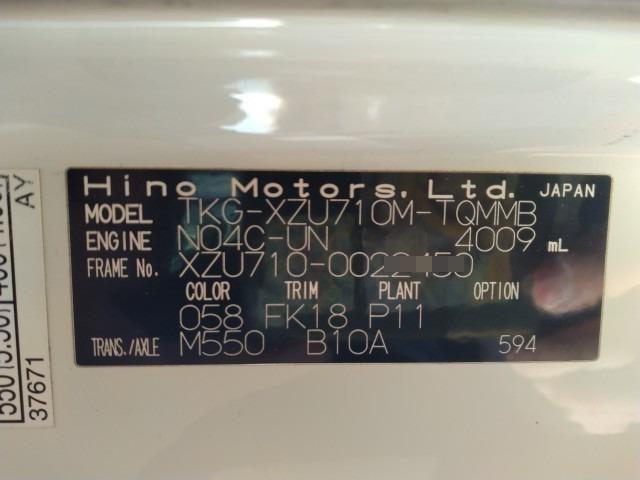 Hino Motors, Ltd. JAPAN
MODEL TKG-XZU710M-TQMMB
ENGINE N04C-UN 4009 mL
FRAME No. XZU710-00
COLOR TRIM PLANT OPTION
058 FK18 P11
TRANS./AXLE M550 B10A 594
AY
37671